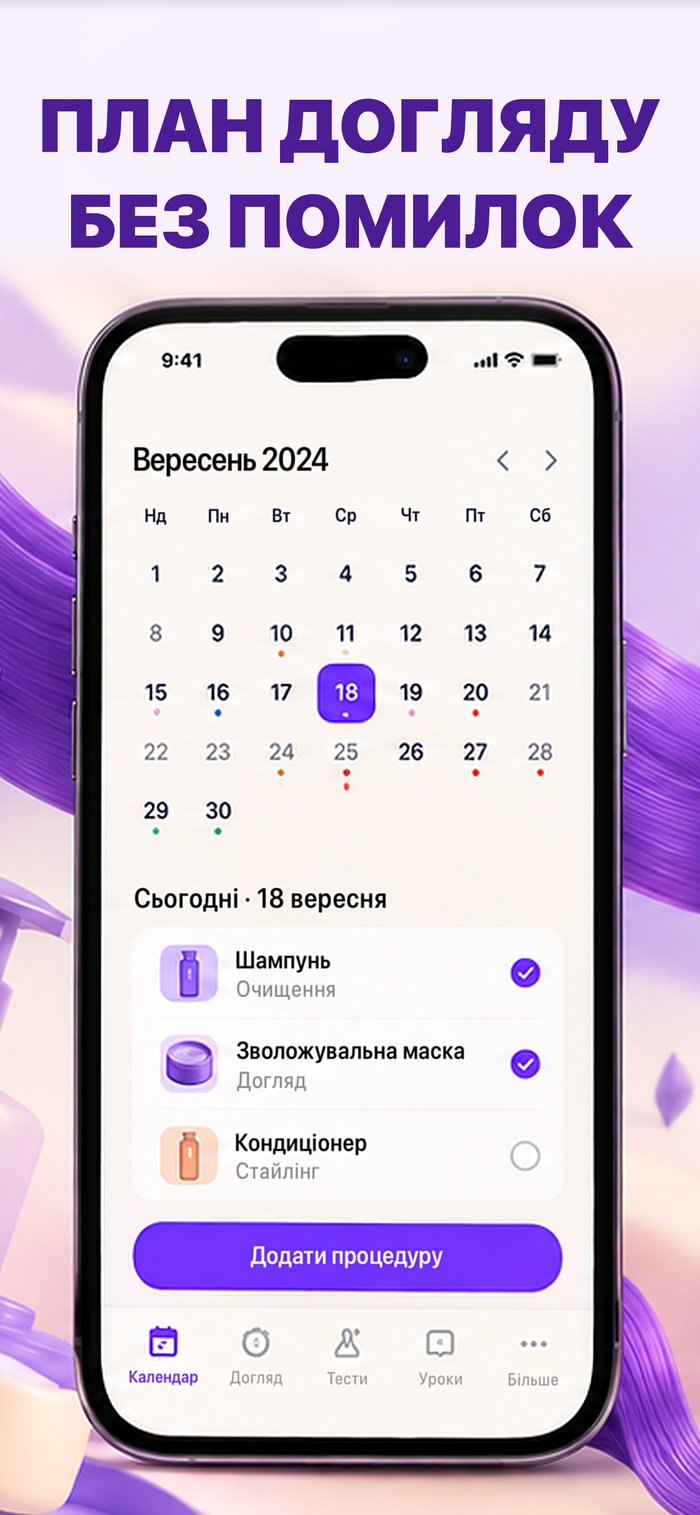 ПЛАН ДОГЛЯДУ
БЕЗ ПОМИЛОК
9:41
Вересень 2024
Нд Пн Вт Ср Чт Пт Сб
1 2 3 4 5 6 7
8 9 10 11 12 13 14
15 16 17 18 19 20 21
22 23 24 25 26 27 28
29 30
Сьогодні · 18 вересня
Шампунь
Очищення
Зволожувальна маска
Догляд
Кондиціонер
Стайлінг
Додати процедуру
Календар Догляд Тести Уроки Більше